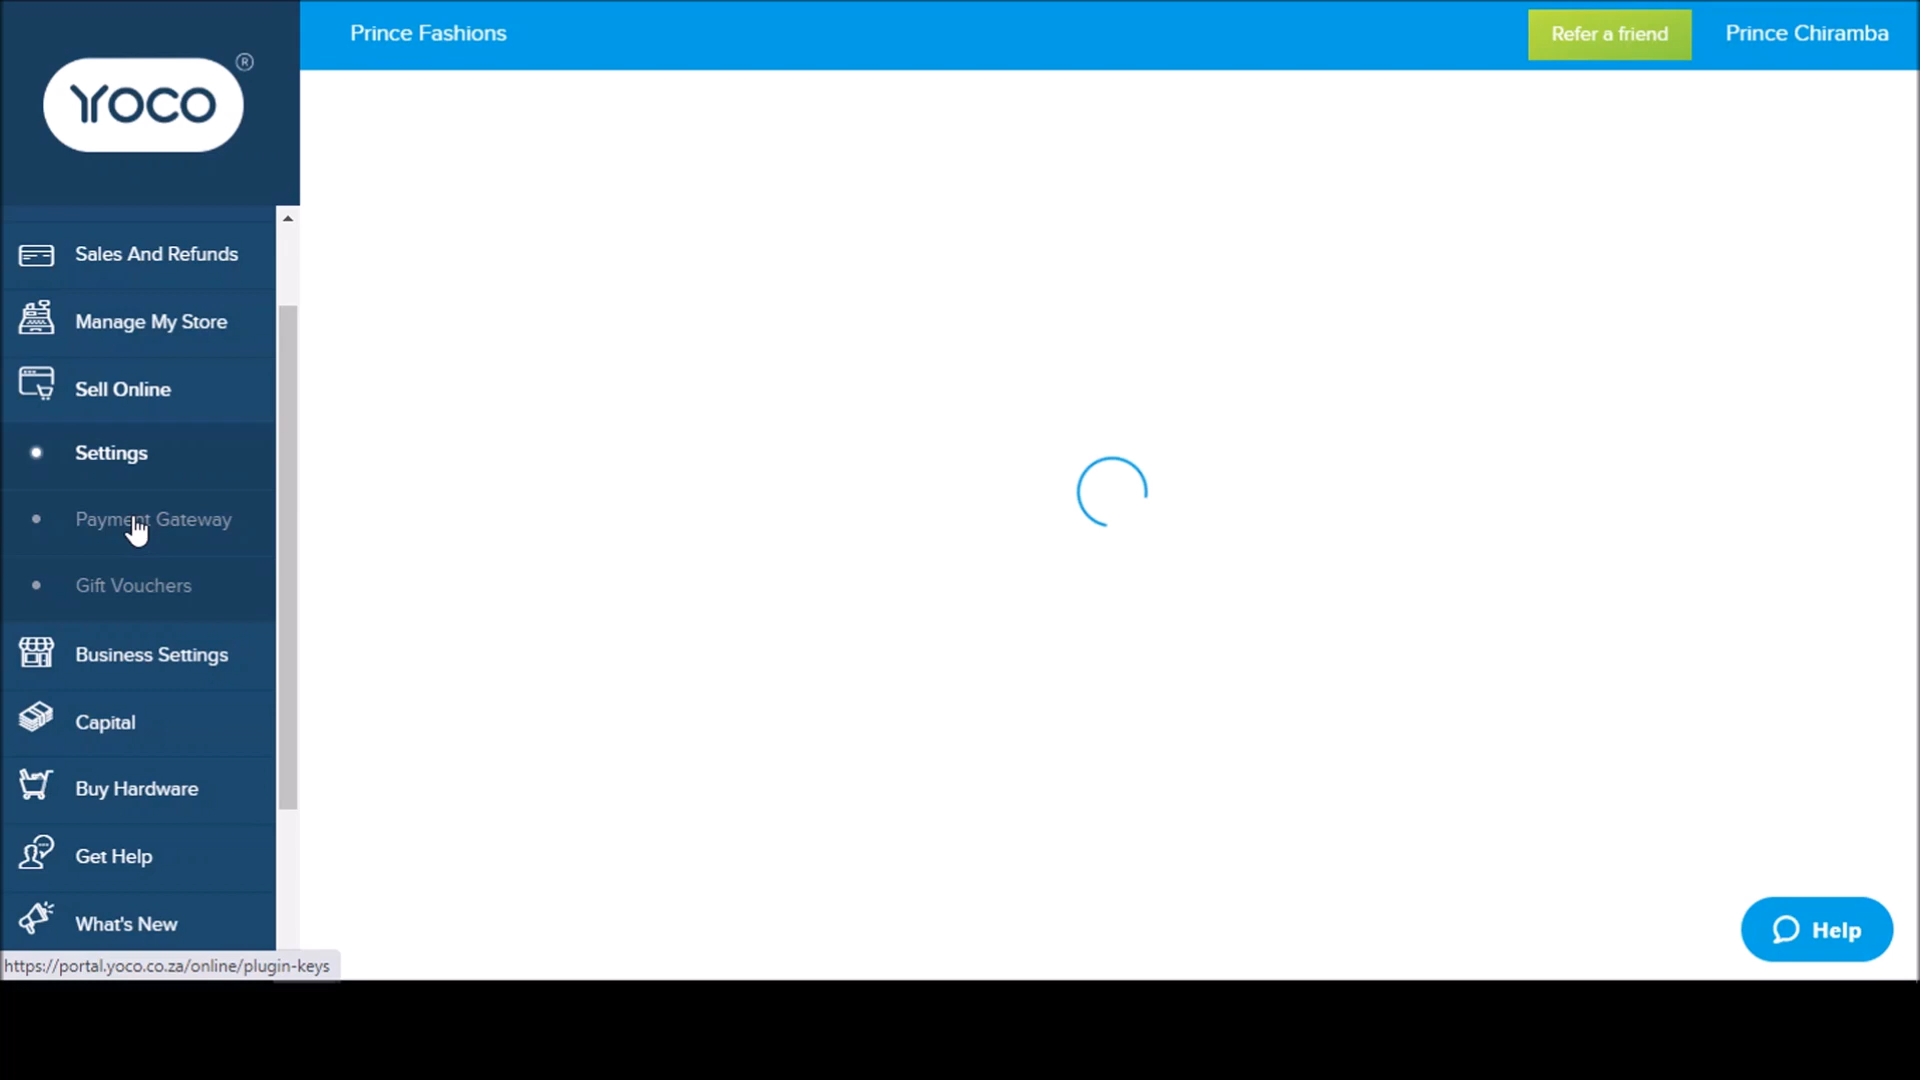 Prince Fashions
Refer a friend
Prince Chiramba
YOCO
®
Sales And Refunds
Manage My Store
Sell Online
Settings
Payment Gateway
Gift Vouchers
Business Settings
Capital
Buy Hardware
Get Help
What's New
Help
https://portal.yoco.co.za/online/plugin-keys